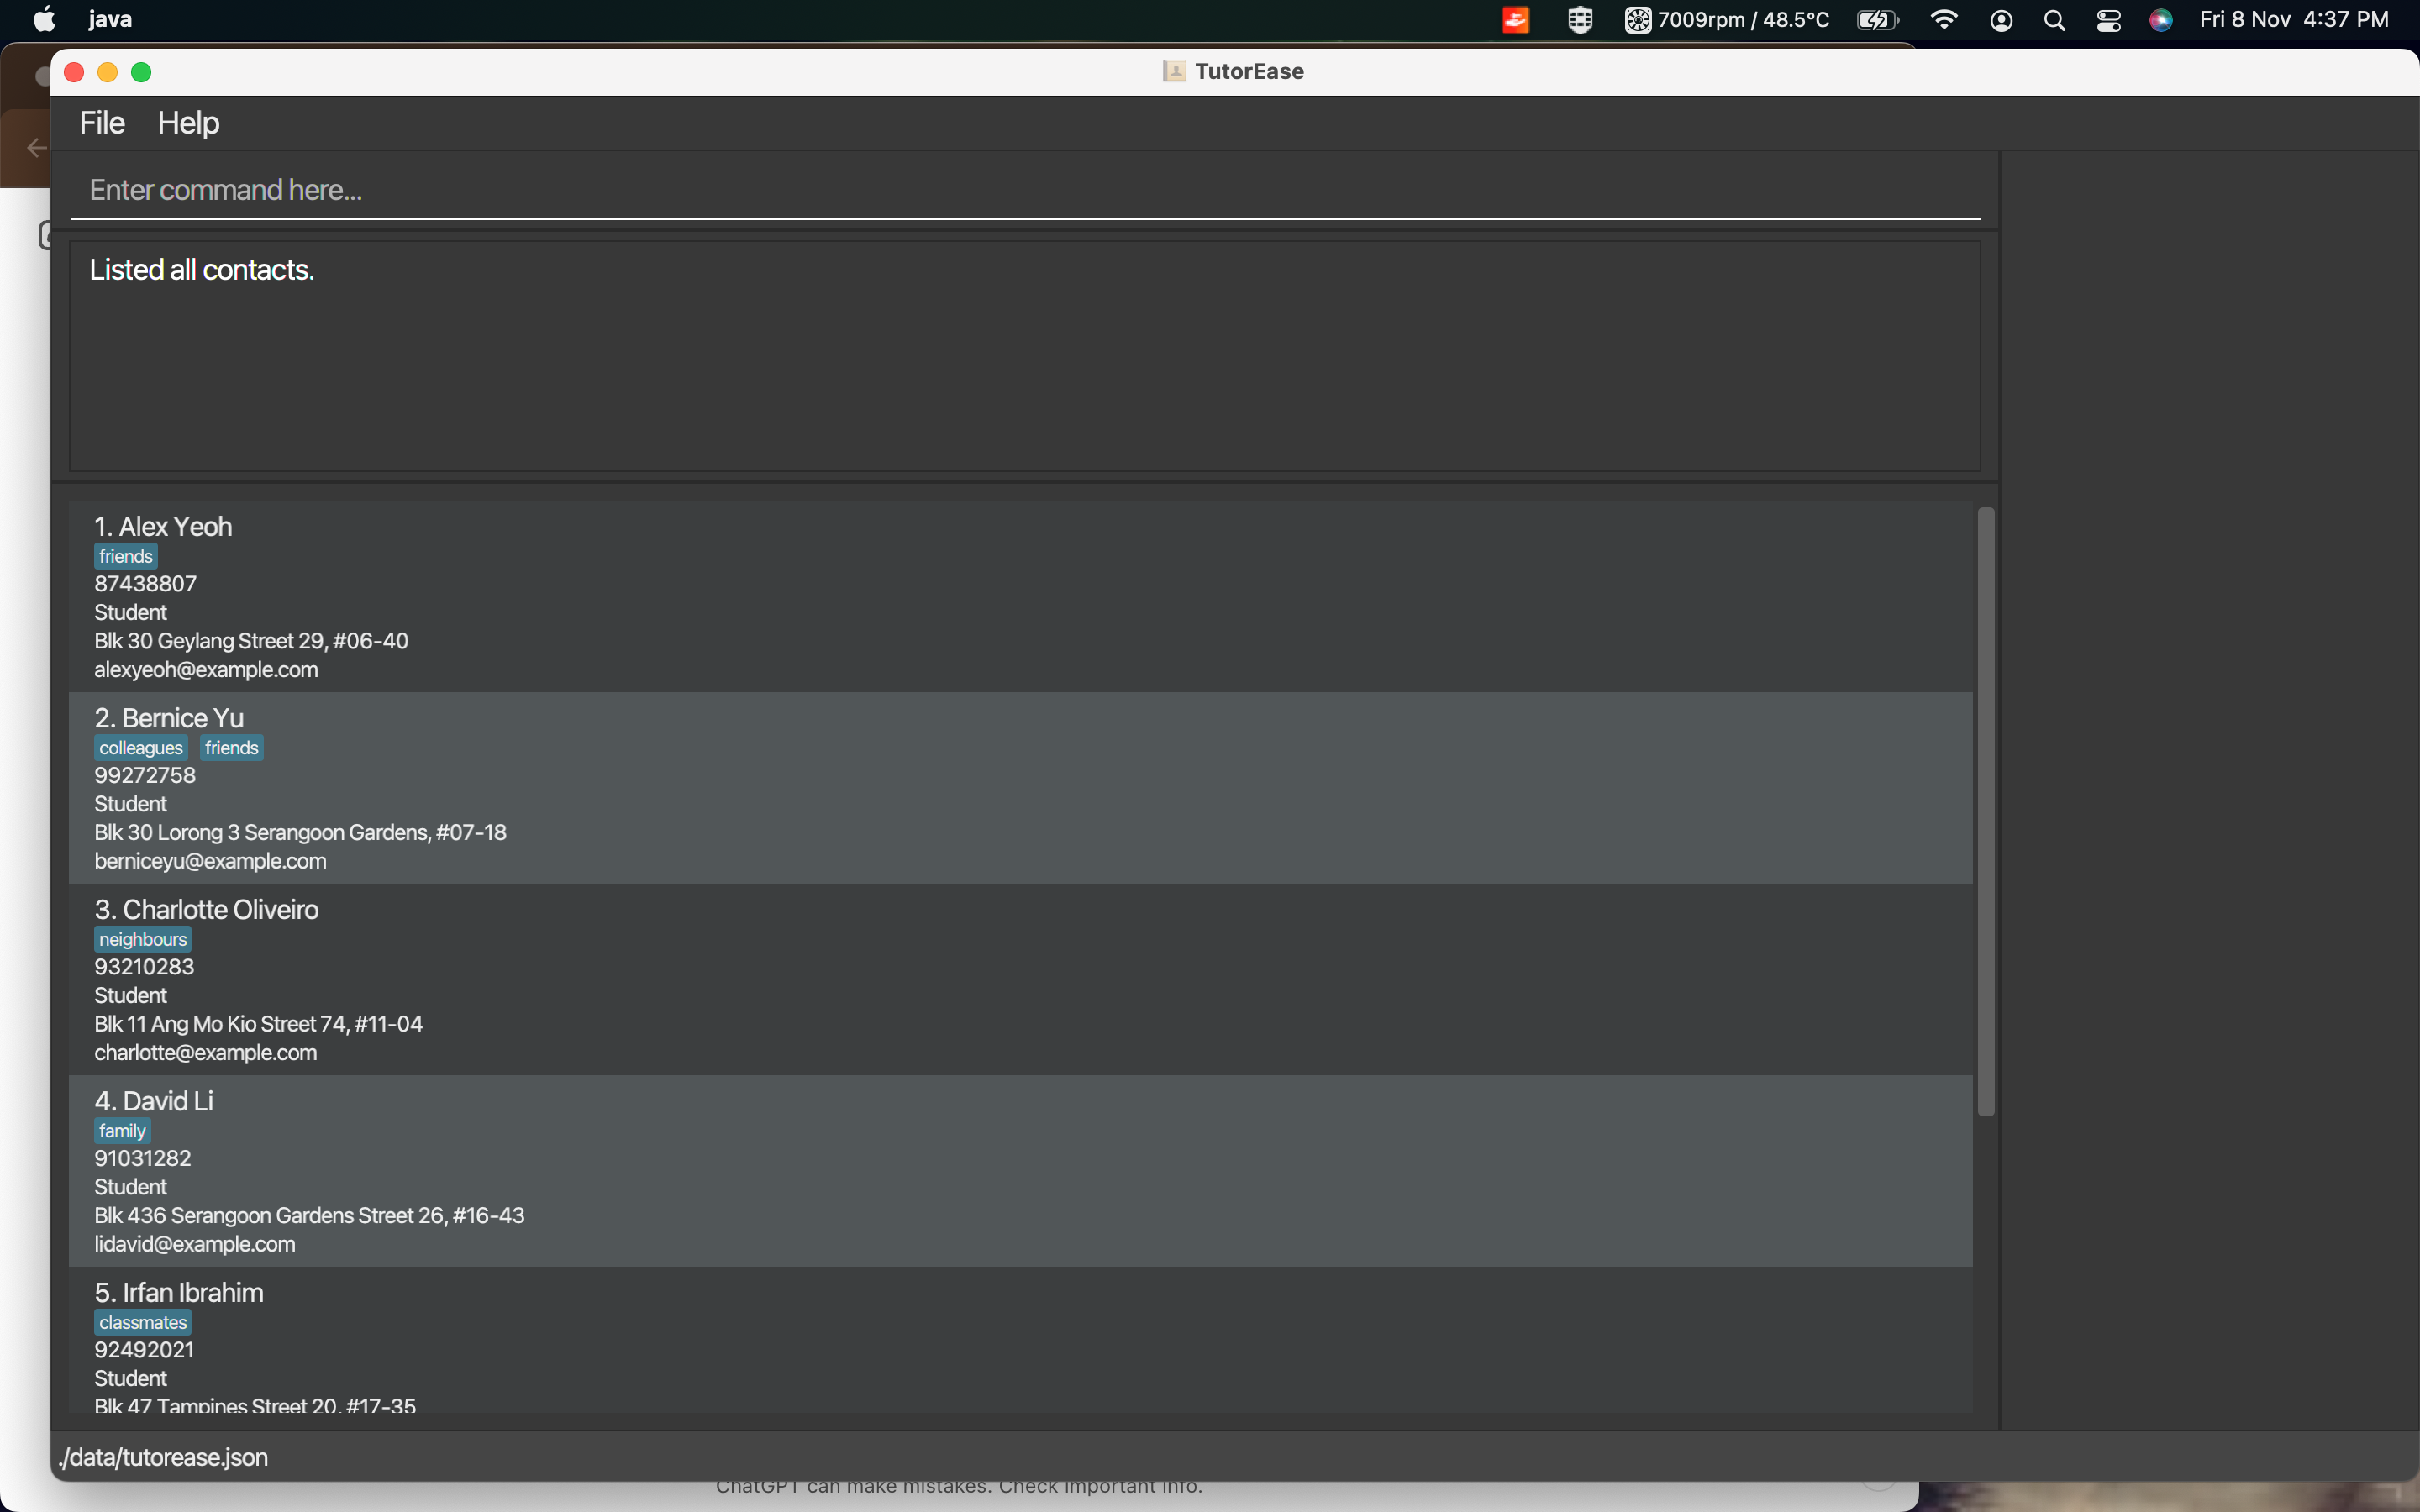 java
7009rpm / 48.5°C
Fri 8 Nov 4:37 PM
TutorEase
File Help
Enter command here...
Listed all contacts.
1. Alex Yeoh
friends
87438807
Student
Blk 30 Geylang Street 29, #06-40
alexyeoh@example.com
2. Bernice Yu
colleagues friends
99272758
Student
Blk 30 Lorong 3 Serangoon Gardens, #07-18
berniceyu@example.com
3. Charlotte Oliveiro
neighbours
93210283
Student
Blk 11 Ang Mo Kio Street 74, #11-04
charlotte@example.com
4. David Li
family
91031282
Student
Blk 436 Serangoon Gardens Street 26, #16-43
lidavid@example.com
5. Irfan Ibrahim
classmates
92492021
Student
Blk 47 Tampines Street 20, #17-35
./data/tutorease.json
ChatGPT can make mistakes. Check important info.